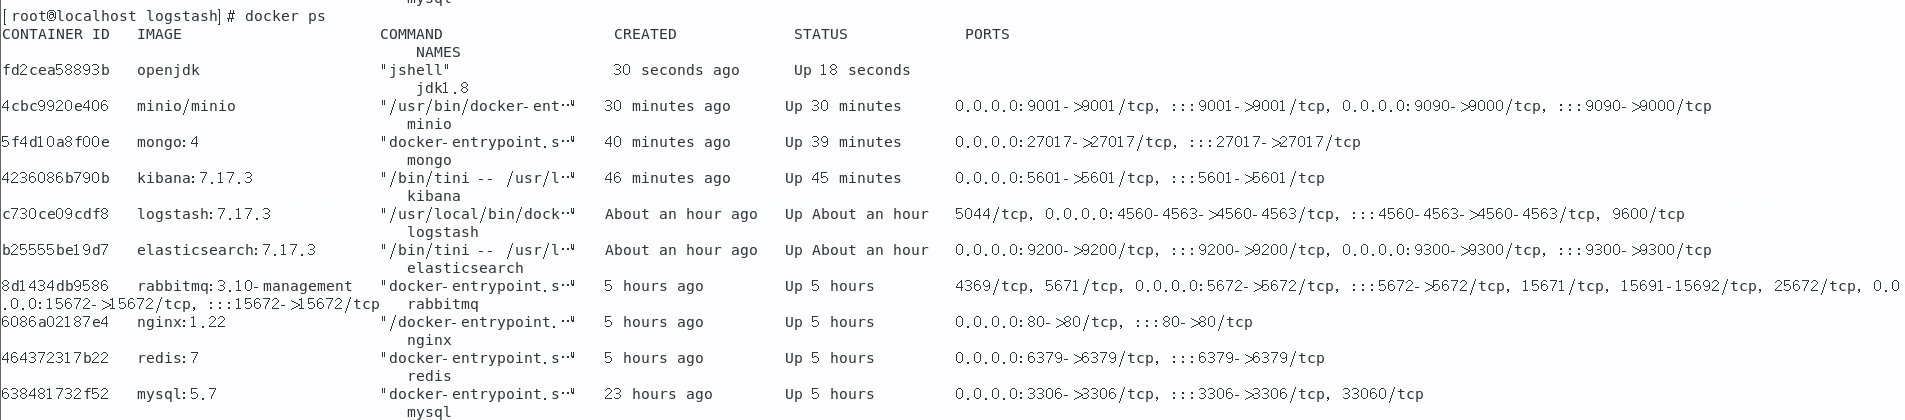 mysql
[root@localhost logstash]# docker ps
CONTAINER ID   IMAGE                      COMMAND                   CREATED             STATUS             PORTS
NAMES
fd2cea58893b   openjdk                    "jshell"                  30 seconds ago      Up 18 seconds
jdk1.8
4cbc9920e406   minio/minio                "/usr/bin/docker-ent…"    30 minutes ago      Up 30 minutes      0.0.0.0:9001->9001/tcp, :::9001->9001/tcp, 0.0.0.0:9090->9000/tcp, :::9090->9000/tcp
minio
5f4d10a8f00e   mongo:4                    "docker-entrypoint.s…"    40 minutes ago      Up 39 minutes      0.0.0.0:27017->27017/tcp, :::27017->27017/tcp
mongo
4236086b790b   kibana:7.17.3              "/bin/tini -- /usr/l…"    46 minutes ago      Up 45 minutes      0.0.0.0:5601->5601/tcp, :::5601->5601/tcp
kibana
c730ce09cdf8   logstash:7.17.3            "/usr/local/bin/dock…"    About an hour ago   Up About an hour   5044/tcp, 0.0.0.0:4560-4563->4560-4563/tcp, :::4560-4563->4560-4563/tcp, 9600/tcp
logstash
b25555be19d7   elasticsearch:7.17.3       "/bin/tini -- /usr/l…"    About an hour ago   Up About an hour   0.0.0.0:9200->9200/tcp, :::9200->9200/tcp, 0.0.0.0:9300->9300/tcp, :::9300->9300/tcp
elasticsearch
8d1434db9586   rabbitmq:3.10-management   "docker-entrypoint.s…"    5 hours ago         Up 5 hours         4369/tcp, 5671/tcp, 0.0.0.0:5672->5672/tcp, :::5672->5672/tcp, 15671/tcp, 15691-15692/tcp, 25672/tcp, 0.0
.0.0:15672->15672/tcp, :::15672->15672/tcp   rabbitmq
6086a02187e4   nginx:1.22                 "/docker-entrypoint.…"    5 hours ago         Up 5 hours         0.0.0.0:80->80/tcp, :::80->80/tcp
nginx
464372317b22   redis:7                    "docker-entrypoint.s…"    5 hours ago         Up 5 hours         0.0.0.0:6379->6379/tcp, :::6379->6379/tcp
redis
638481732f52   mysql:5.7                  "docker-entrypoint.s…"    23 hours ago        Up 5 hours         0.0.0.0:3306->3306/tcp, :::3306->3306/tcp, 33060/tcp
mysql